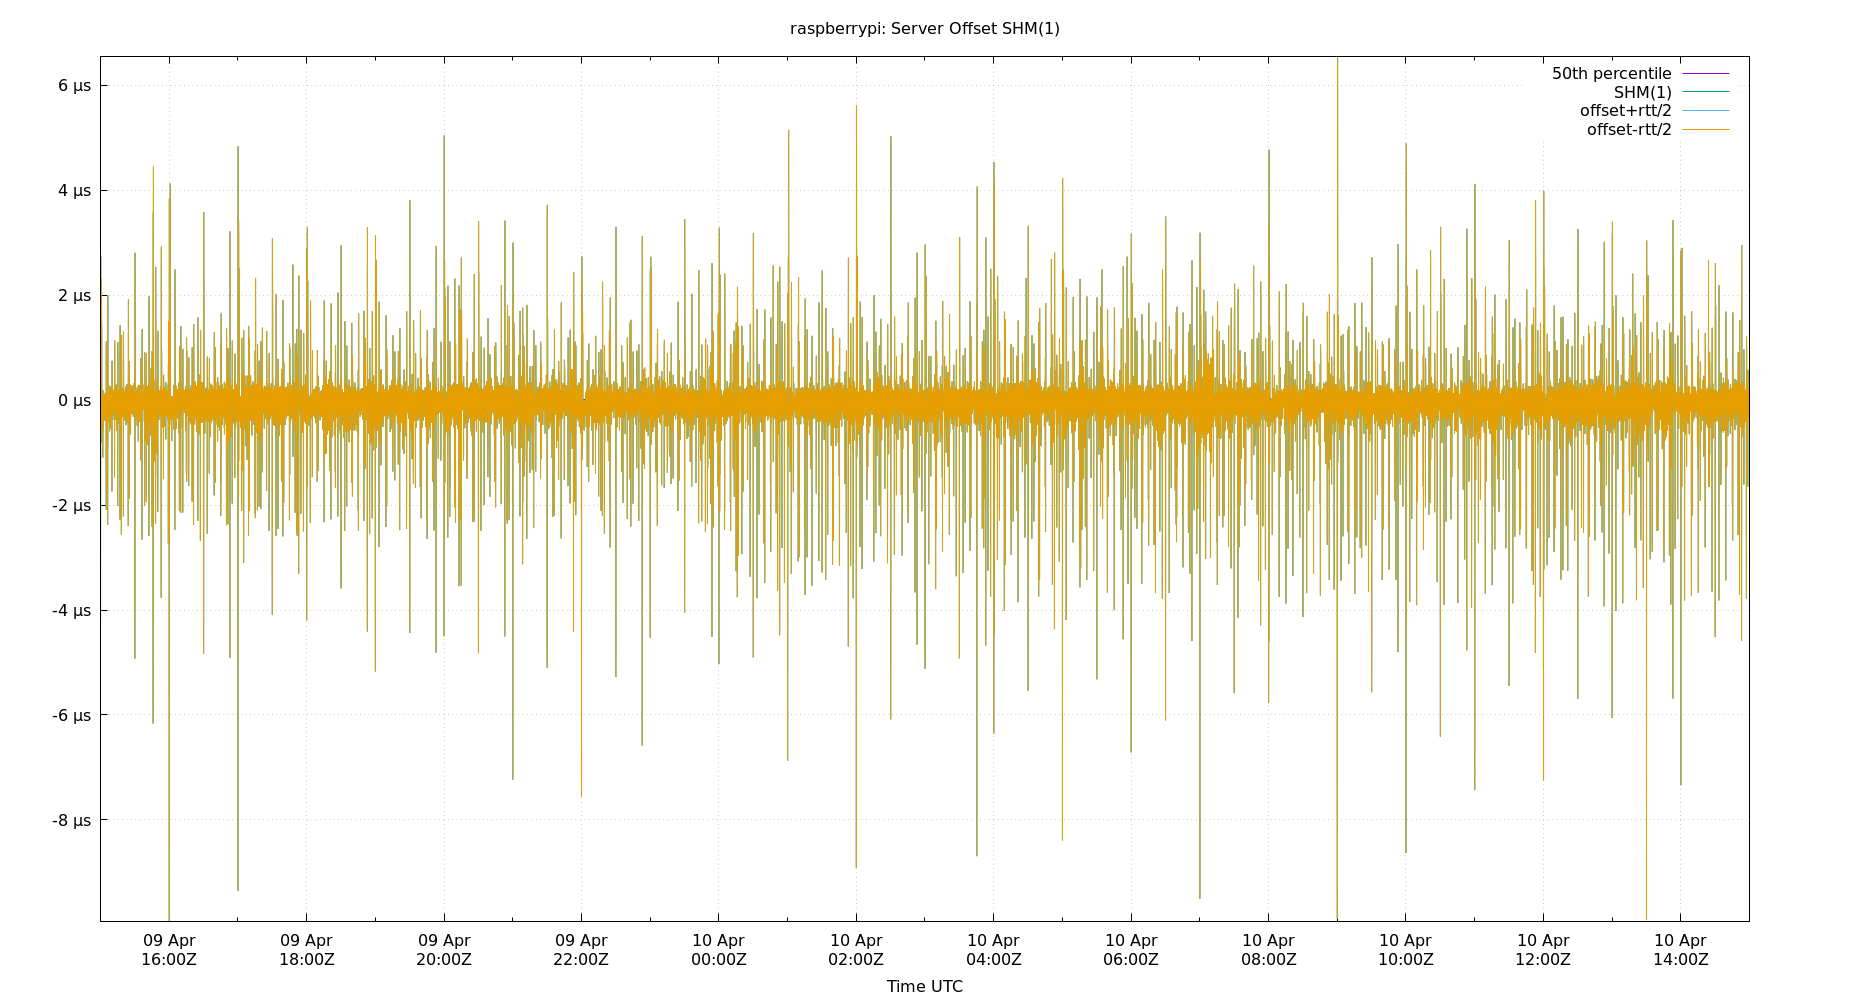 raspberrypi: Server Offset SHM(1)
50th percentile
SHM(1)
offset+rtt/2
offset-rtt/2
6 µs
4 µs
2 µs
0 µs
-2 µs
-4 µs
-6 µs
-8 µs
09 Apr 09 Apr 09 Apr 09 Apr 10 Apr 10 Apr 10 Apr 10 Apr 10 Apr 10 Apr 10 Apr 10 Apr
16:00Z 18:00Z 20:00Z 22:00Z 00:00Z 02:00Z 04:00Z 06:00Z 08:00Z 10:00Z 12:00Z 14:00Z
Time UTC